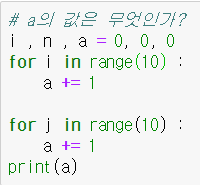 # a의 값은 무엇인가?
i , n , a = 0, 0, 0
for i in range(10) :
    a += 1
for j in range(10) :
    a += 1
print(a)